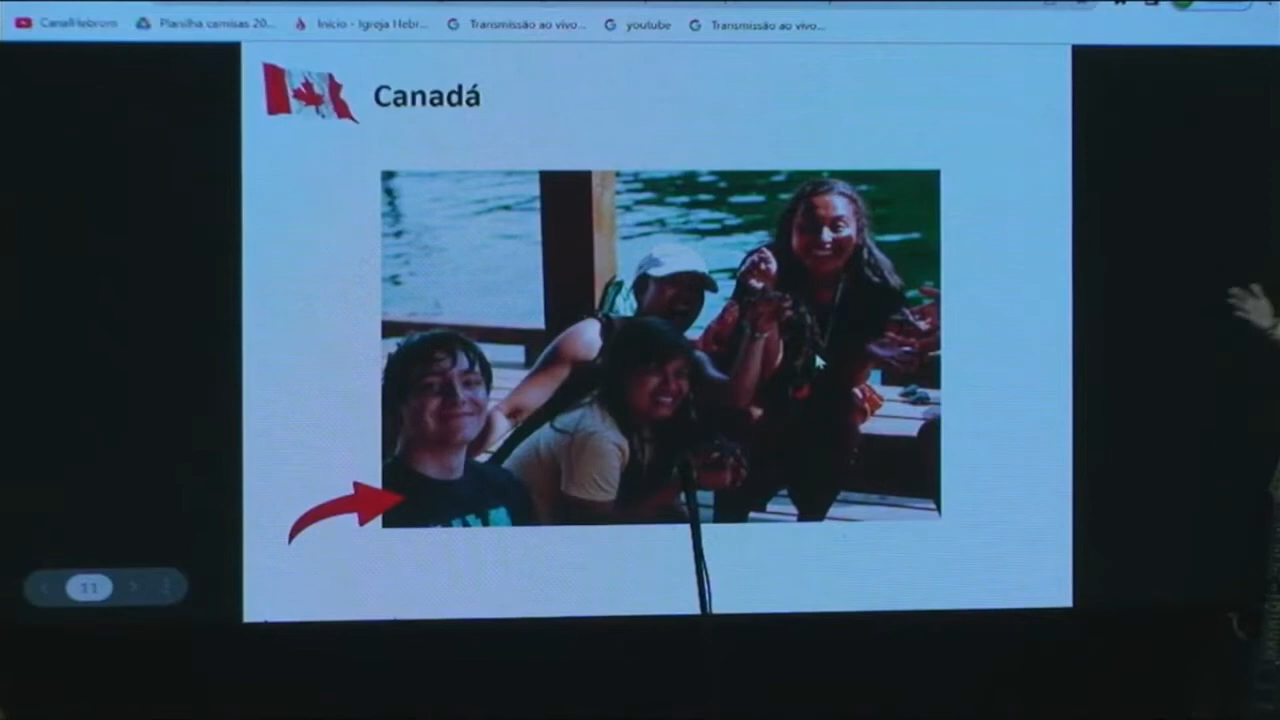 CanalHebrom Planilha camisas 20... Início - Igreja Hebr... Transmissão ao vivo... youtube Transmissão ao vivo...
Canadá
11